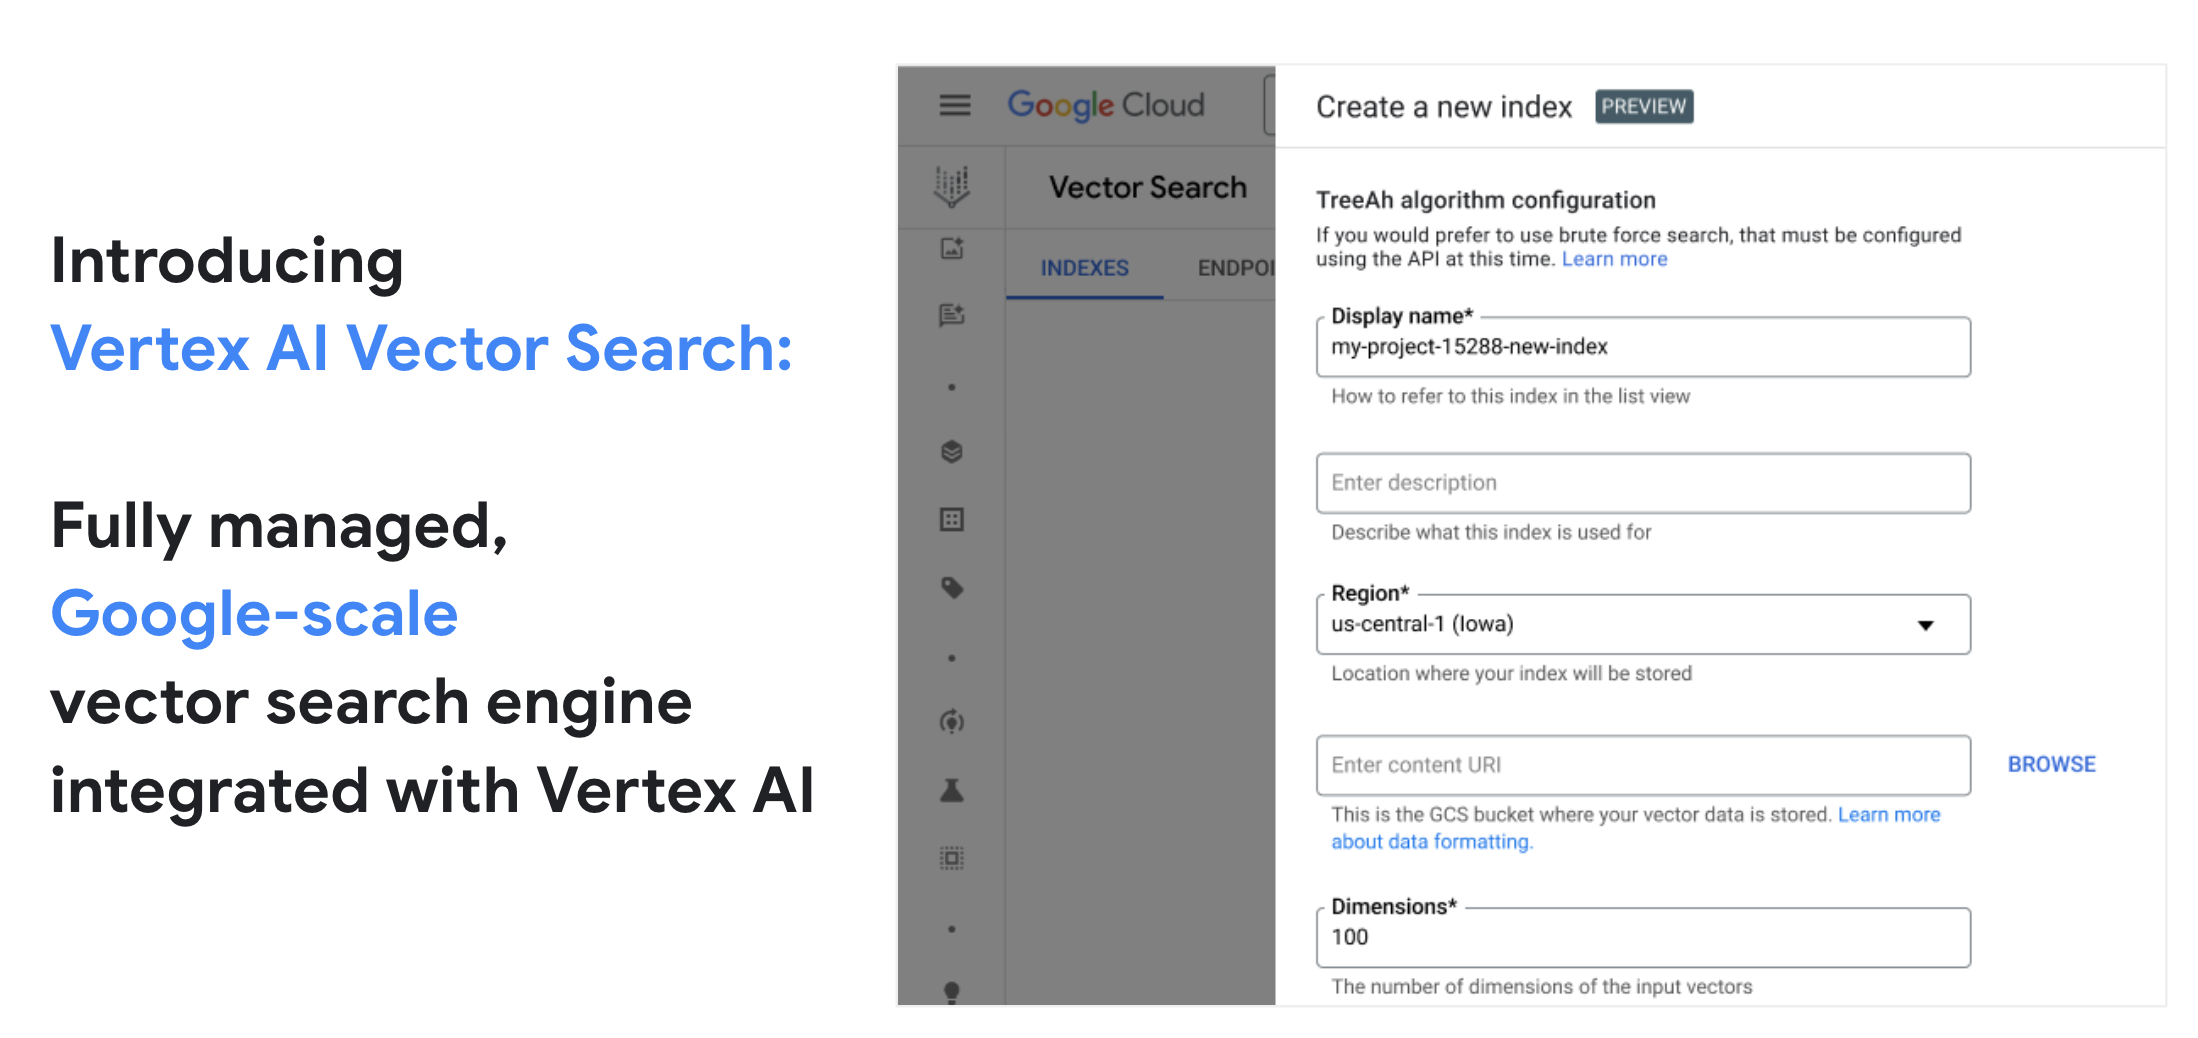 Introducing
Vertex AI Vector Search:
Fully managed,
Google-scale
vector search engine
integrated with Vertex AI
Google Cloud
Vector Search
INDEXES
ENDPOI
Create a new index
PREVIEW
TreeAh algorithm configuration
If you would prefer to use brute force search, that must be configured
using the API at this time. Learn more
Display name*
my-project-15288-new-index
How to refer to this index in the list view
Enter description
Describe what this index is used for
Region*
us-central-1 (Iowa)
Location where your index will be stored
Enter content URI
BROWSE
This is the GCS bucket where your vector data is stored. Learn more
about data formatting.
Dimensions*
100
The number of dimensions of the input vectors